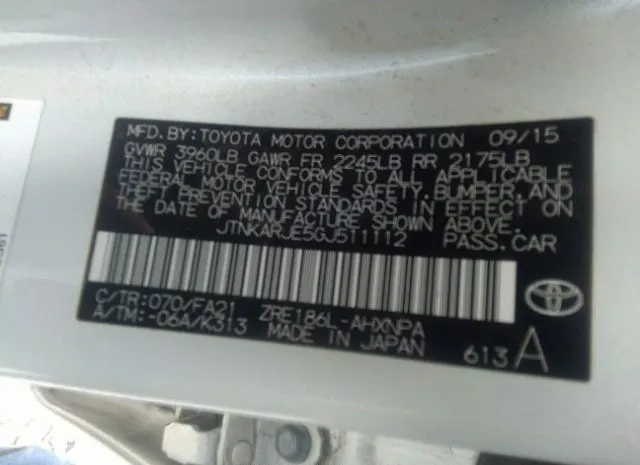 MFD.BY:TOYOTA MOTOR CORPORATION 09/15
GVWR 3960LB GAWR FR 2245LB RR 2175LB
THIS VEHICLE CONFORMS TO ALL APPLICABLE
FEDERAL MOTOR VEHICLE SAFETY, BUMPER, AND
THEFT PREVENTION STANDARDS IN EFFECT ON
THE DATE OF MANUFACTURE SHOWN ABOVE.
JTNKARJE5GJ511112 PASS.CAR
C/TR:070/FA21 ZRE186L-AHXNPA
A/TM:-06A/K313 MADE IN JAPAN
613 A